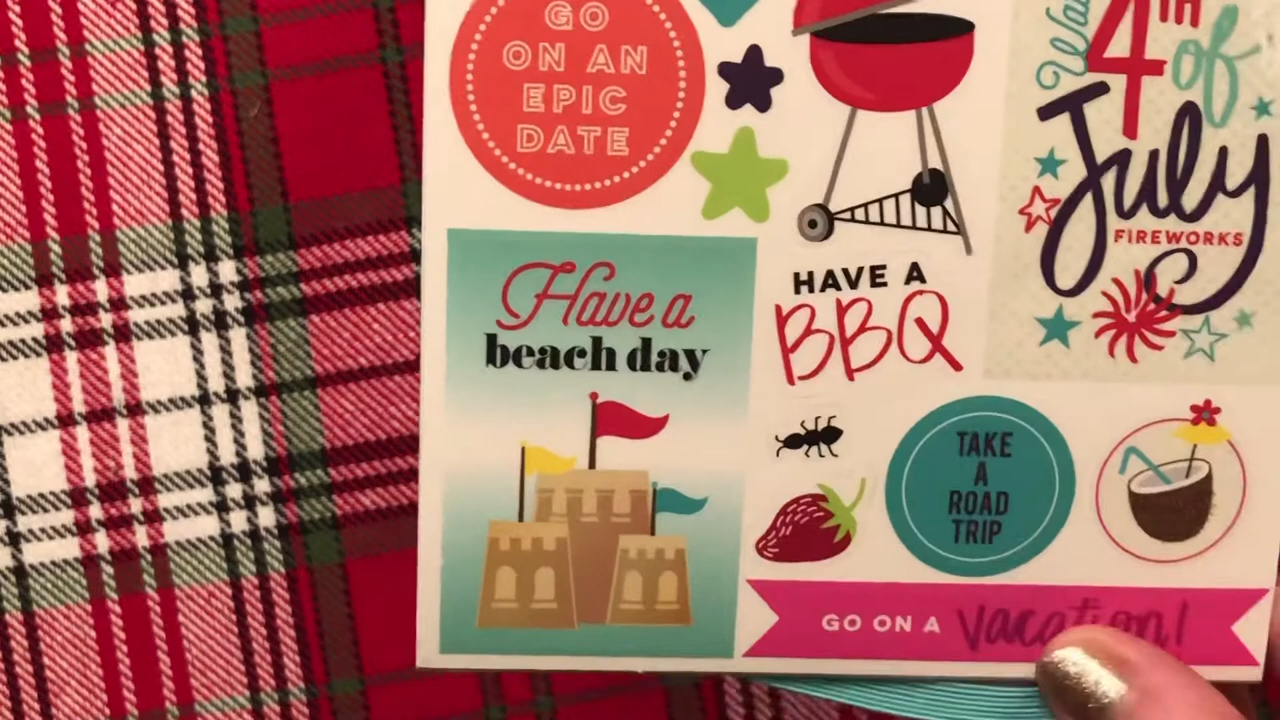 GO
ON AN
EPIC
DATE
4TH
of
July
FIREWORKS
Have a
beach day
HAVE A
BBQ
TAKE
A
ROAD
TRIP
GO ON A vacation!